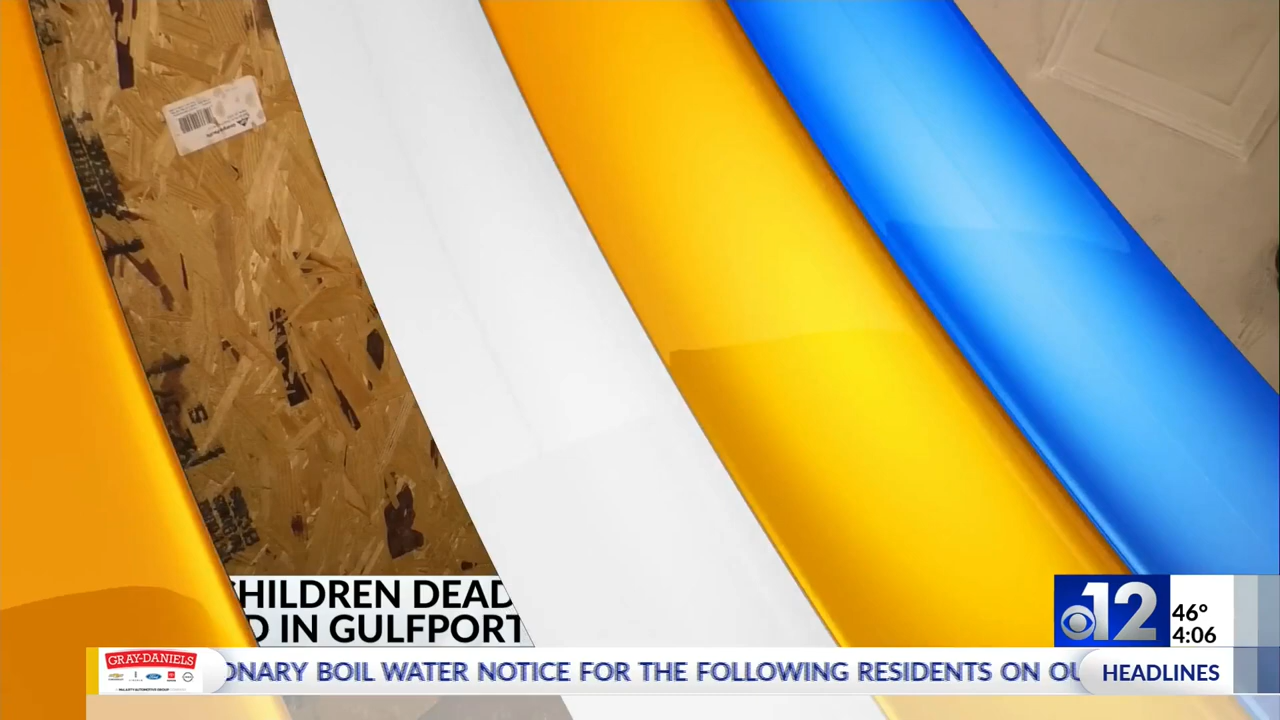 HILDREN DEAD
D IN GULFPORT
12
46°
4:06
GRAY-DANIELS
ONARY BOIL WATER NOTICE FOR THE FOLLOWING RESIDENTS ON OU
HEADLINES